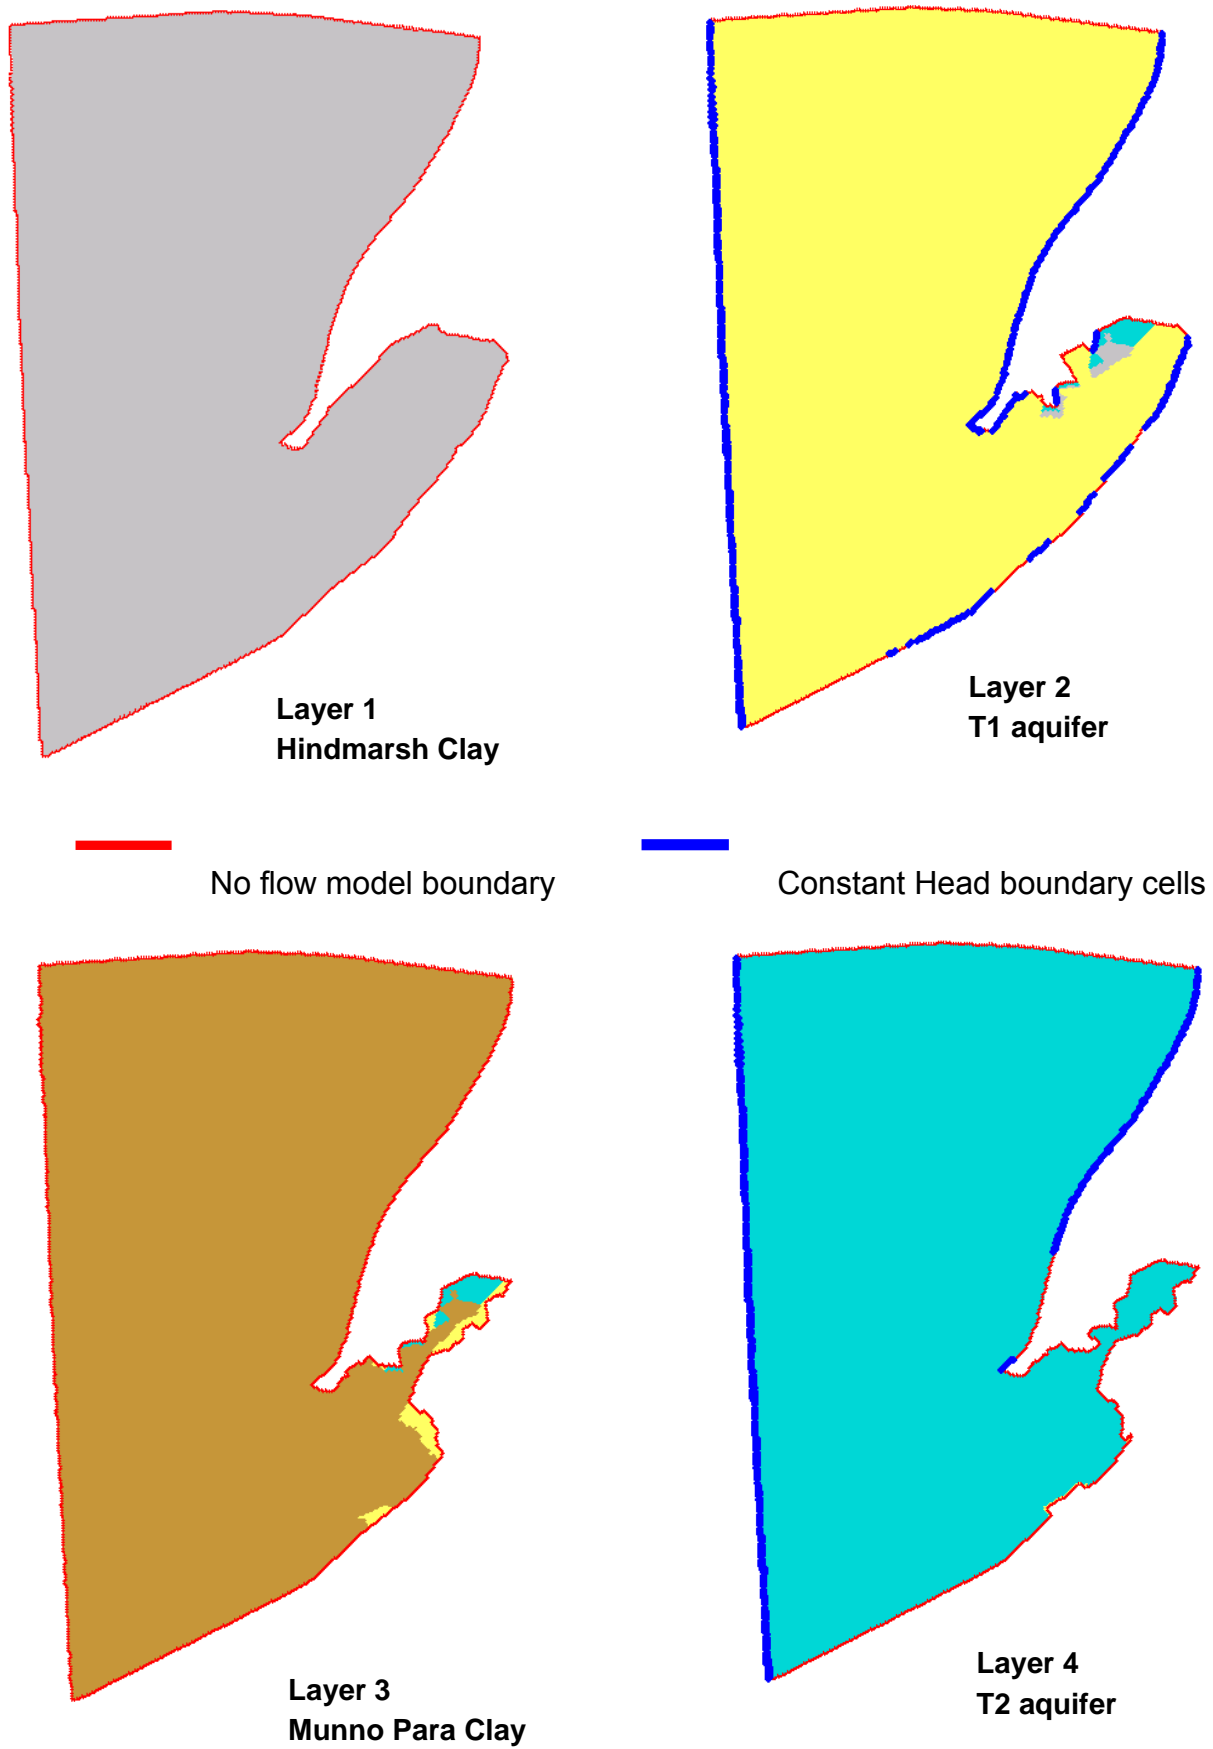 Layer 1
Hindmarsh Clay
Layer 2
T1 aquifer
No flow model boundary
Constant Head boundary cells
Layer 3
Munno Para Clay
Layer 4
T2 aquifer